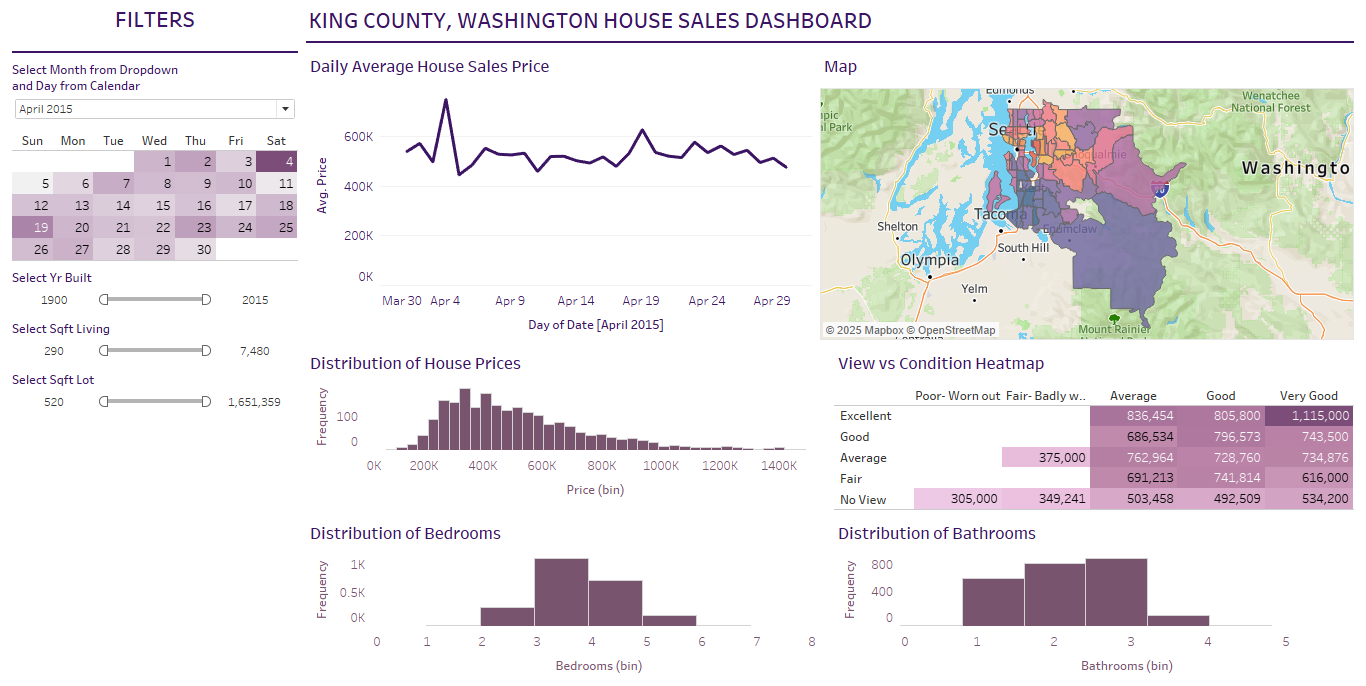 FILTERS
KING COUNTY, WASHINGTON HOUSE SALES DASHBOARD
Select Month from Dropdown
and Day from Calendar
April 2015
Sun Mon Tue Wed Thu Fri Sat
1 2 3 4
5 6 7 8 9 10 11
12 13 14 15 16 17 18
19 20 21 22 23 24 25
26 27 28 29 30
Select Yr Built
1900 2015
Select Sqft Living
290 7,480
Select Sqft Lot
520 1,651,359
Daily Average House Sales Price
Avg. Price
600K
400K
200K
0K
Mar 30 Apr 4 Apr 9 Apr 14 Apr 19 Apr 24 Apr 29
Day of Date [April 2015]
Map
Edmonds
Wenatchee
National Forest
pic
al Park
Se t
oqualmie
Washingto
90
Tacoma
Shelton
Enumclaw
South Hill
Olympia
Yelm
Mount Rainier
National Park
Centralia
© 2025 Mapbox © OpenStreetMap
Distribution of House Prices
Frequency
100
0
0K 200K 400K 600K 800K 1000K 1200K 1400K
Price (bin)
View vs Condition Heatmap
Poor- Worn out Fair- Badly w.. Average Good Very Good
Excellent 836,454 805,800 1,115,000
Good 686,534 796,573 743,500
Average 375,000 762,964 728,760 734,876
Fair 691,213 741,814 616,000
No View 305,000 349,241 503,458 492,509 534,200
Distribution of Bedrooms
Frequency
1K
0.5K
0K
0 1 2 3 4 5 6 7 8
Bedrooms (bin)
Distribution of Bathrooms
Frequency
800
400
0
0 1 2 3 4 5
Bathrooms (bin)